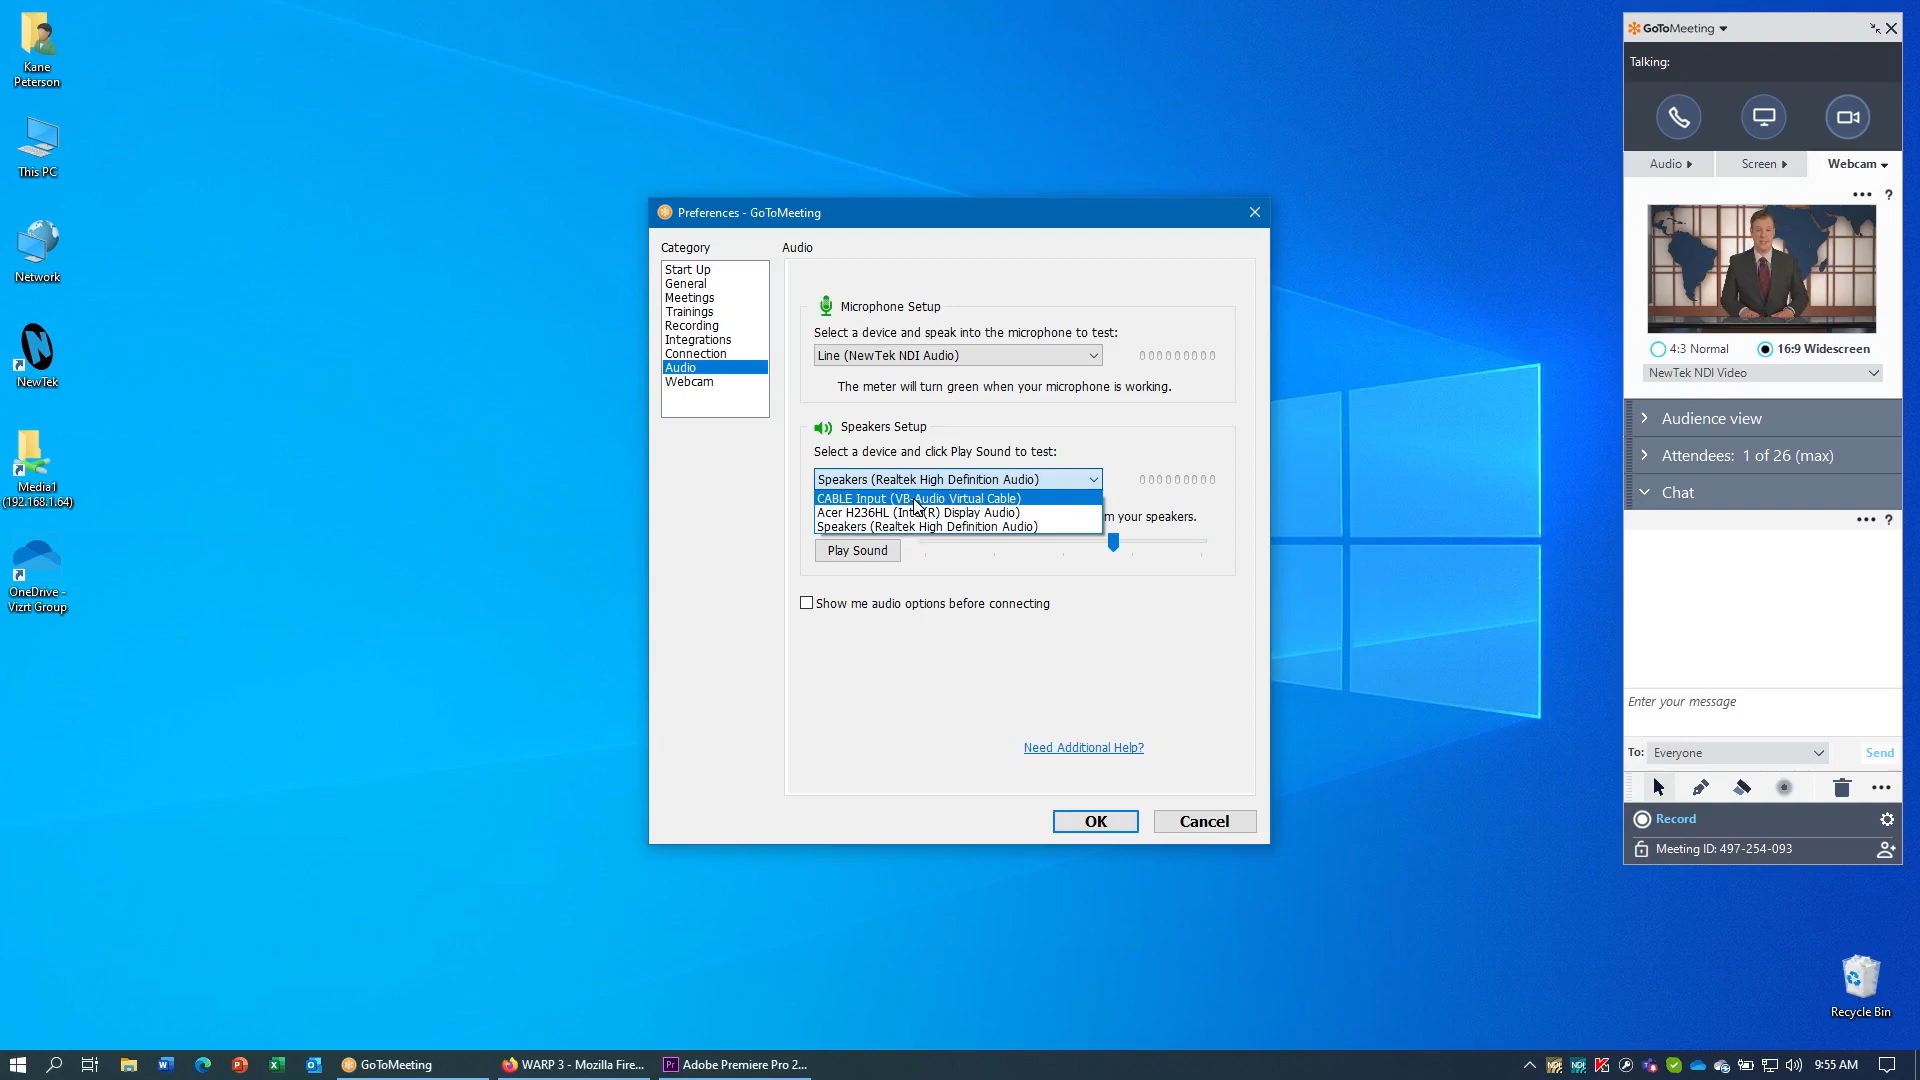 Kane
Peterson
This PC
Network
NewTek
Media1
(192.168.1.64)
OneDrive -
Vizrt Group
Preferences - GoToMeeting
Category
Start Up
General
Meetings
Trainings
Recording
Integrations
Connection
Audio
Webcam
Audio
Microphone Setup
Select a device and speak into the microphone to test:
Line (NewTek NDI Audio)
The meter will turn green when your microphone is working.
Speakers Setup
Select a device and click Play Sound to test:
Speakers (Realtek High Definition Audio)
CABLE Input (VB-Audio Virtual Cable)
Acer H236HL (Intel(R) Display Audio)
Speakers (Realtek High Definition Audio)
m your speakers.
Play Sound
Show me audio options before connecting
Need Additional Help?
OK
Cancel
GoToMeeting
Talking:
Audio
Screen
Webcam
?
4:3 Normal
16:9 Widescreen
NewTek NDI Video
Audience view
Attendees: 1 of 26 (max)
Chat
?
Enter your message
To:
Everyone
Send
Record
Meeting ID: 497-254-093
Recycle Bin
GoToMeeting
WARP 3 - Mozilla Fire...
Pr
Adobe Premiere Pro 2...
NDI
NDI
9:55 AM